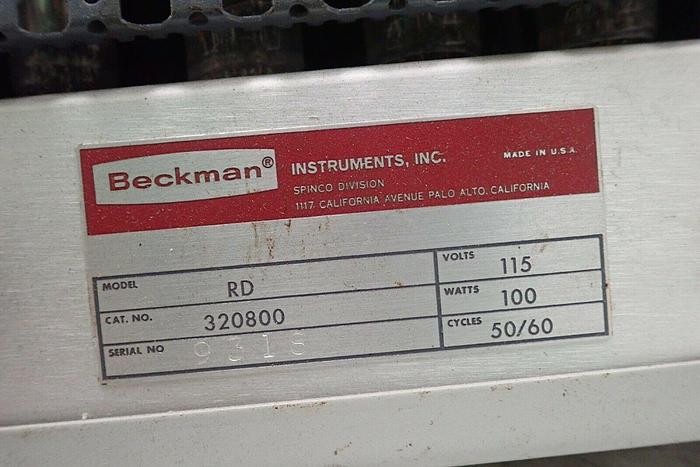 Beckman® INSTRUMENTS, INC. MADE IN U.S.A.
SPINCO DIVISION
1117 CALIFORNIA AVENUE PALO ALTO, CALIFORNIA
MODEL RD
CAT. NO. 320800
SERIAL NO 9318
VOLTS 115
WATTS 100
CYCLES 50/60